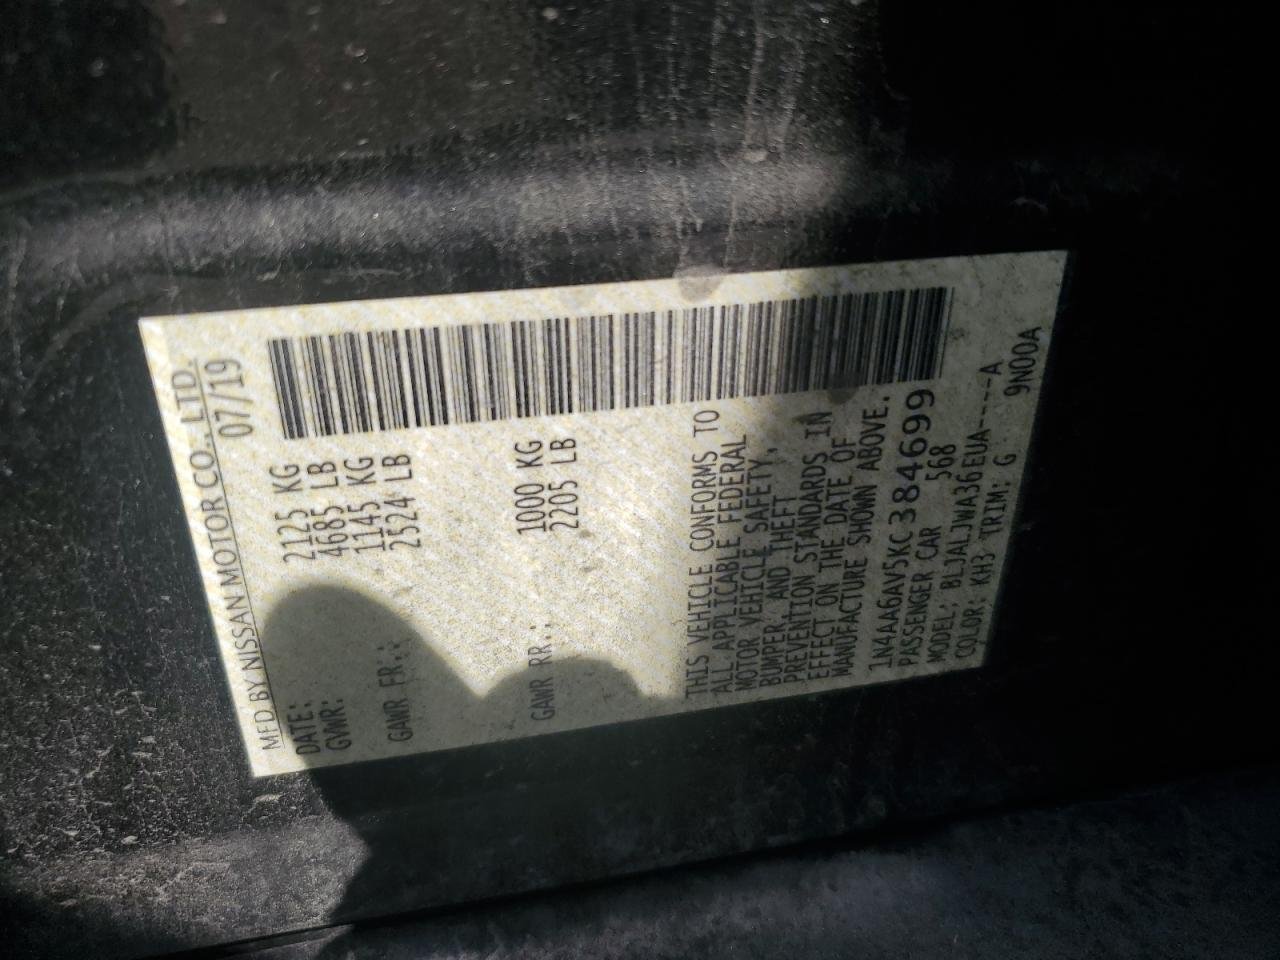 MFD BY NISSAN MOTOR CO., LTD.
DATE: 07/19
GVWR: 2125 KG
4685 LB
GAWR FR.: 1145 KG
2524 LB
GAWR RR.: 1000 KG
2205 LB
THIS VEHICLE CONFORMS TO
ALL APPLICABLE FEDERAL
MOTOR VEHICLE SAFETY,
BUMPER, AND THEFT
PREVENTION STANDARDS IN
EFFECT ON THE DATE OF
MANUFACTURE SHOWN ABOVE.
1N4AA6AV5KC384699
PASSENGER CAR 568
MODEL: BLJALJWA36EUA----A
COLOR: KH3 TRIM: G 9N00A